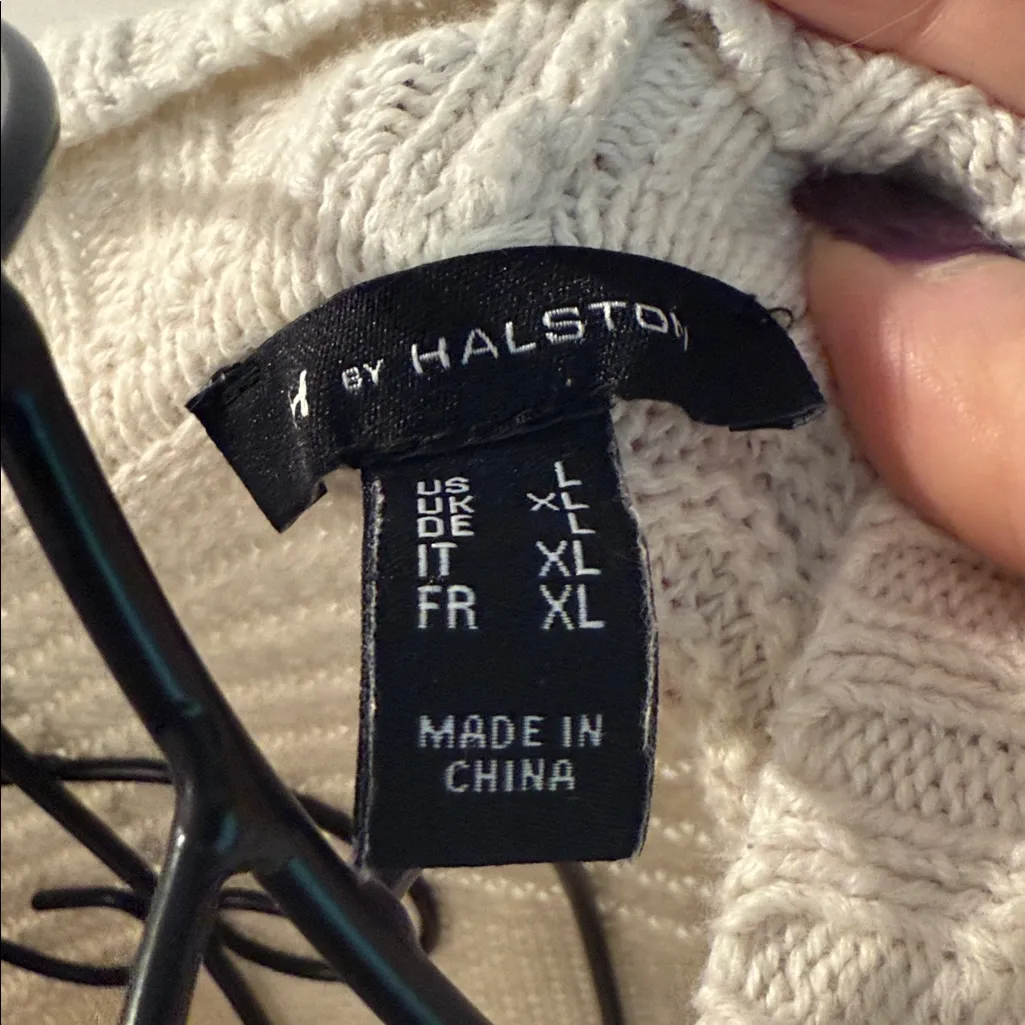 H BY HALSTON
US L
UK XL
DE L
IT XL
FR XL
MADE IN
CHINA